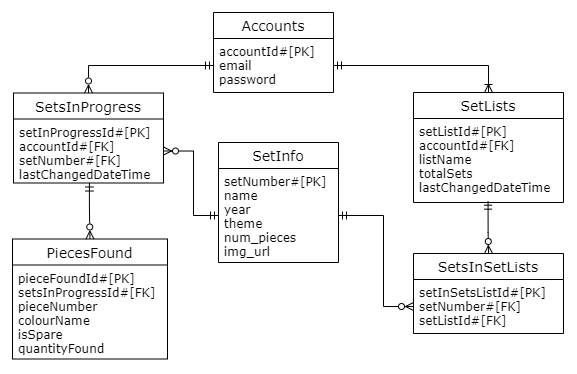 Accounts
accountId#[PK]
email
password
SetsInProgress
setInProgressId#[PK]
accountId#[FK]
setNumber#[FK]
lastChangedDateTime
SetInfo
setNumber#[PK]
name
year
theme
num_pieces
img_url
SetLists
setListId#[PK]
accountId#[FK]
listName
totalSets
lastChangedDateTime
PiecesFound
pieceFoundId#[PK]
setsInProgressId#[FK]
pieceNumber
colourName
isSpare
quantityFound
SetsInSetLists
setInSetsListId#[PK]
setNumber#[FK]
setListId#[FK]